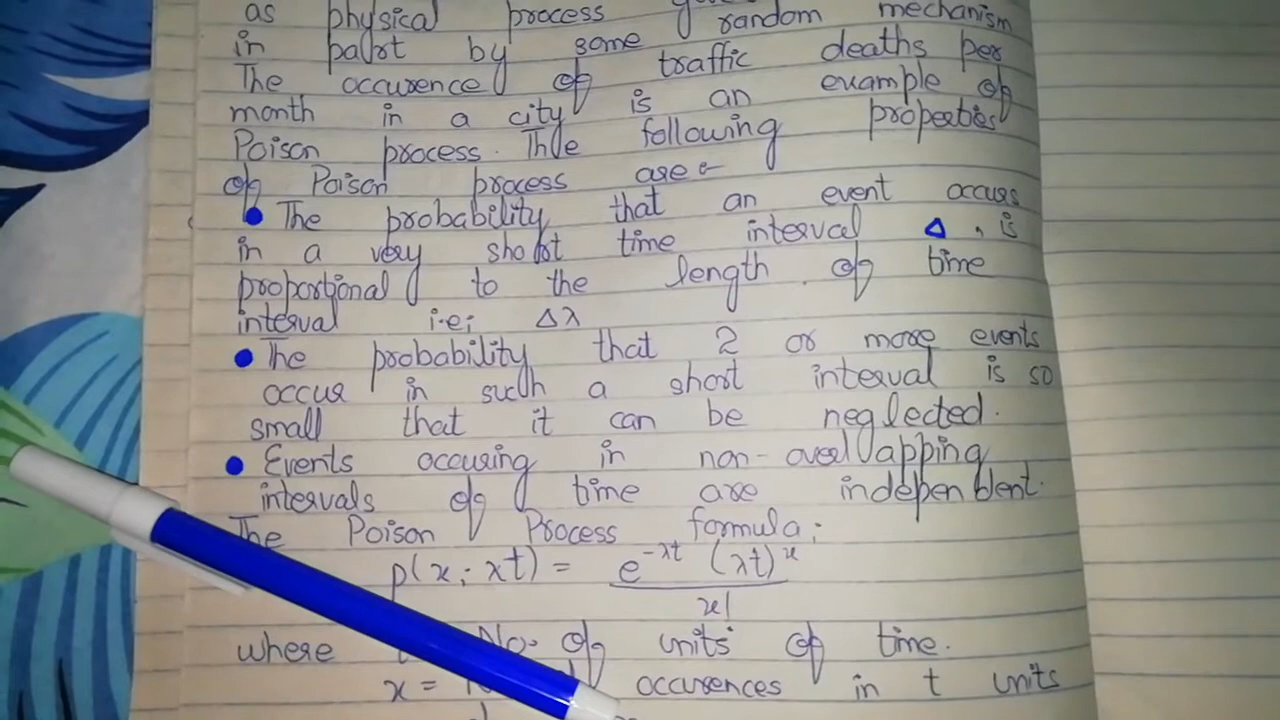 as physical process
in part by some random mechanism
The occurence of traffic deaths per
month in a city is an example of
Poison process. The following properties
of Poison process are
• The probability that an event occurs
in a very short time interval Δ, is
proportional to the length of time
interval i.e; Δλ
• The probability that 2 or more events
occur in such a short interval is so
small that it can be neglected.
• Events occuring in non-overlapping
intervals of time are independent.
The Poison Process formula:
p(x; λt) = e^-λt (λt)^x
x!
where No. of units of time.
x = occurences in t units